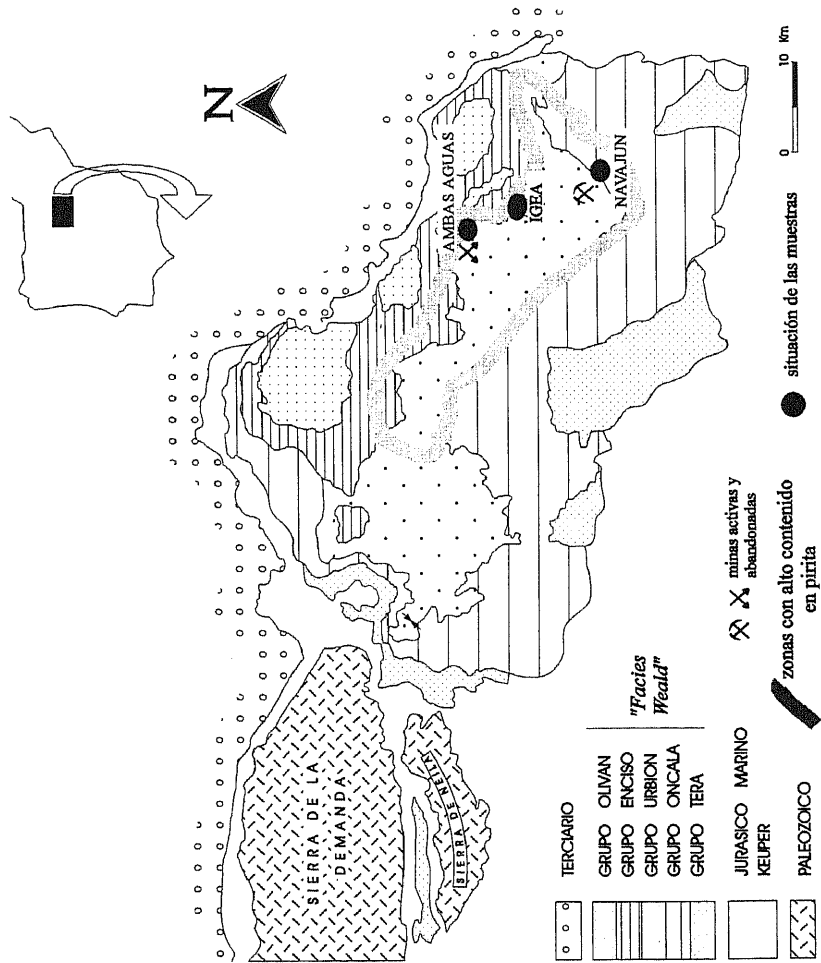 N
AMBAS AGUAS
IGEA
NAVAJUN
SIERRA DE LA
DEMANDA
SIERRA DE NEILA
TERCIARIO
GRUPO OLIVAN
GRUPO ENCISO
GRUPO URBION
GRUPO ONCALA
GRUPO TERA
"Facies
Weald"
JURASICO MARINO
KEUPER
PALEOZOICO
minas activas y
abandonadas
zonas con alto contenido
en pirita
situación de las muestras
0 10 Km